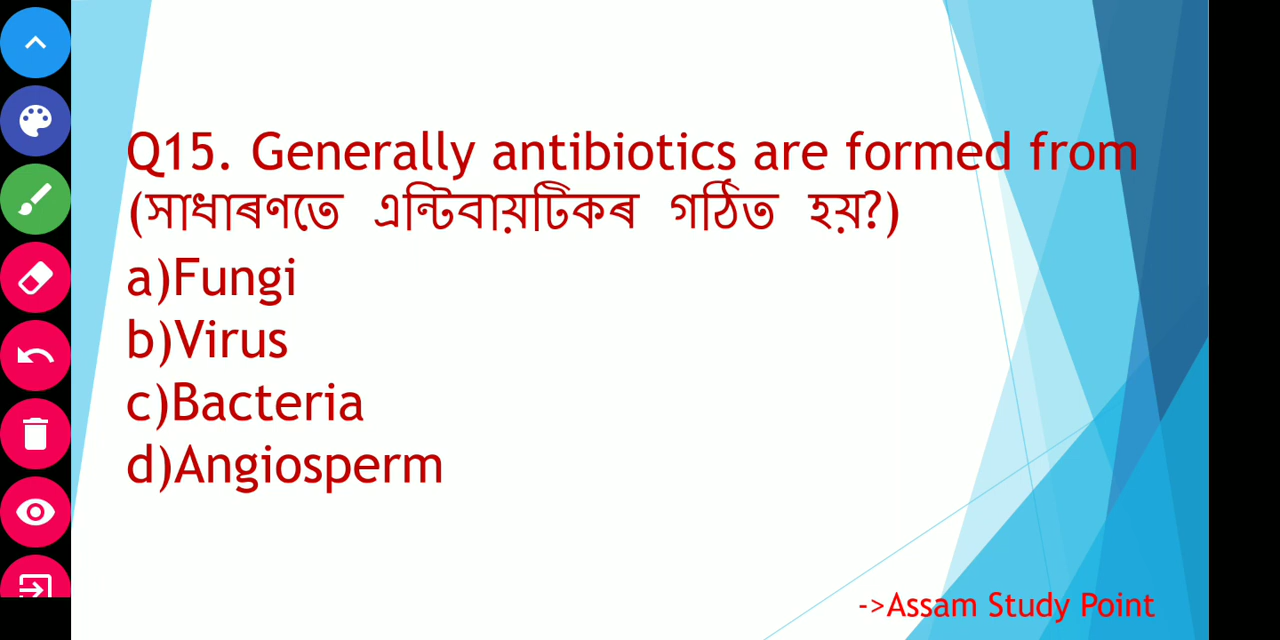 Q15. Generally antibiotics are formed from
(সাধাৰণতে এন্টিবায়টিকৰ গঠিত হয়?)
a)Fungi
b)Virus
c)Bacteria
d)Angiosperm
->Assam Study Point